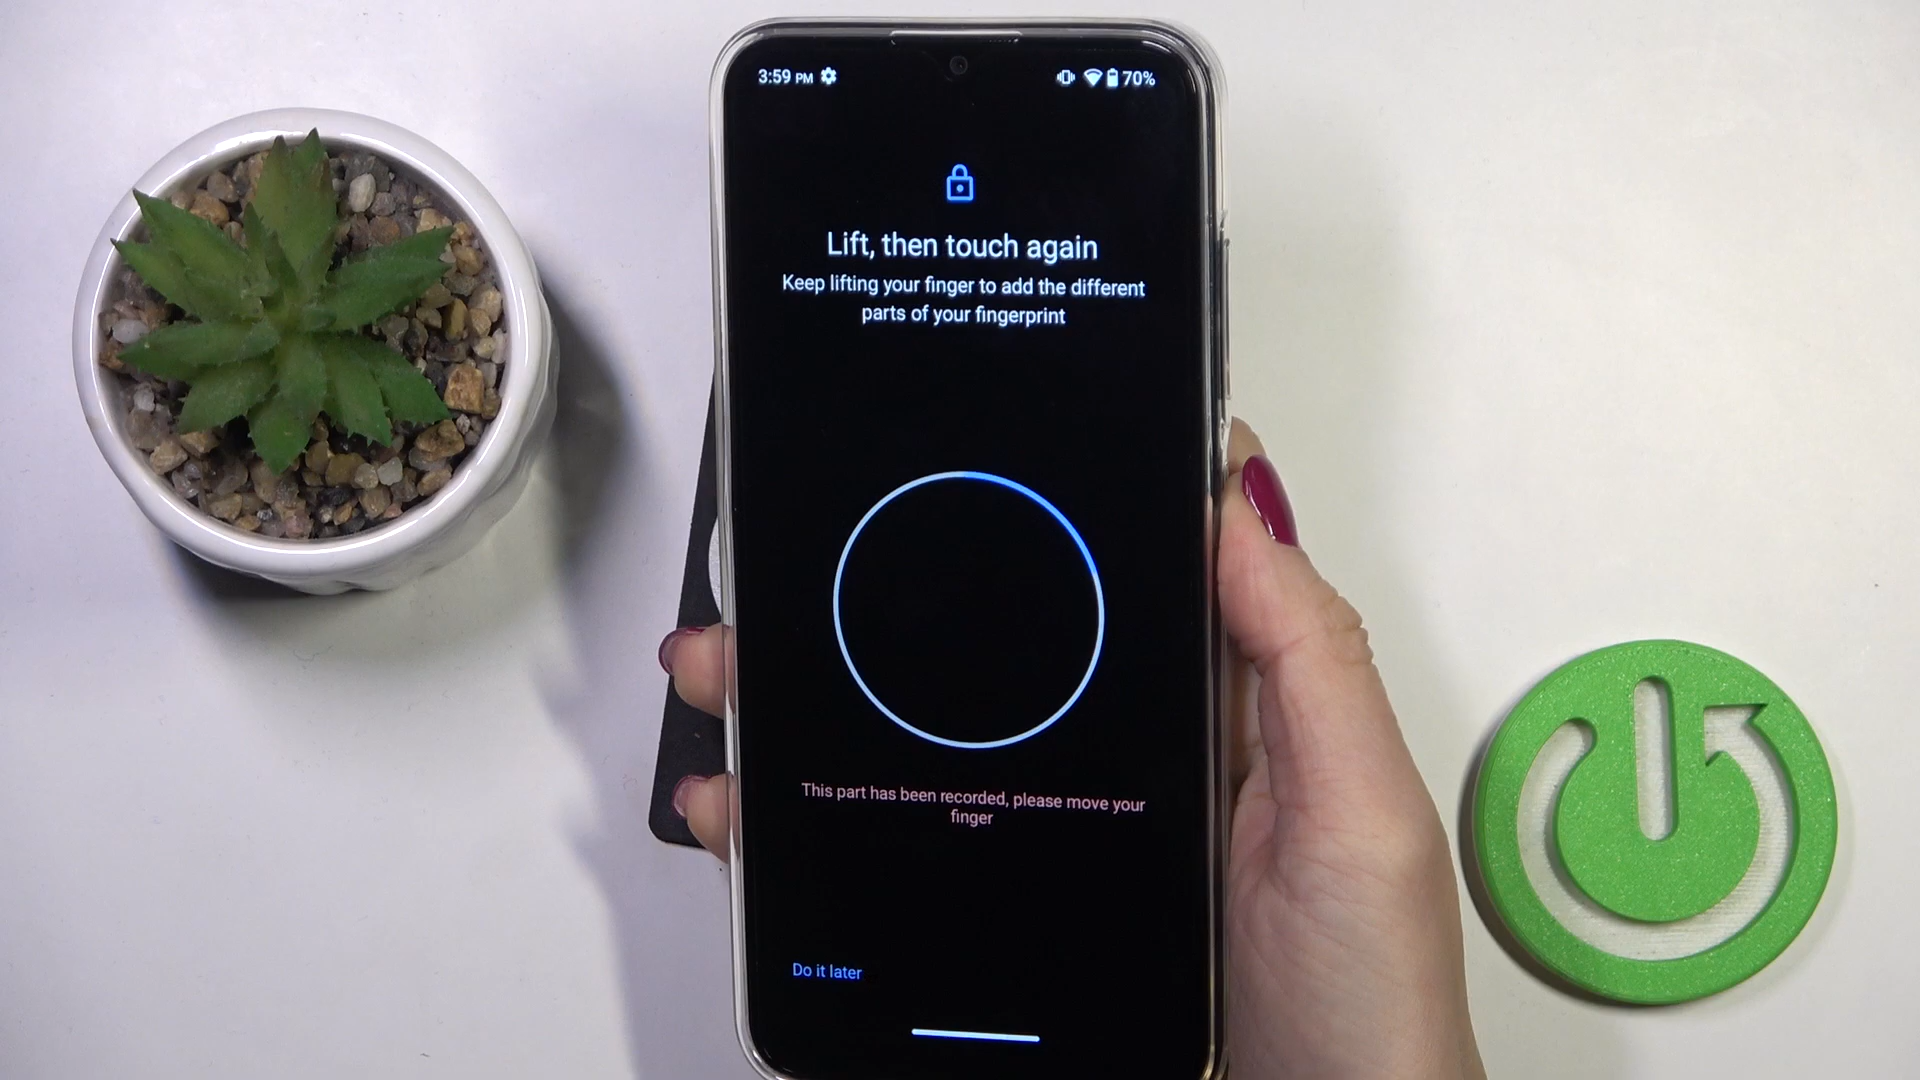 3:59 PM 70%
Lift, then touch again
Keep lifting your finger to add the different
parts of your fingerprint
This part has been recorded, please move your
finger
Do it later